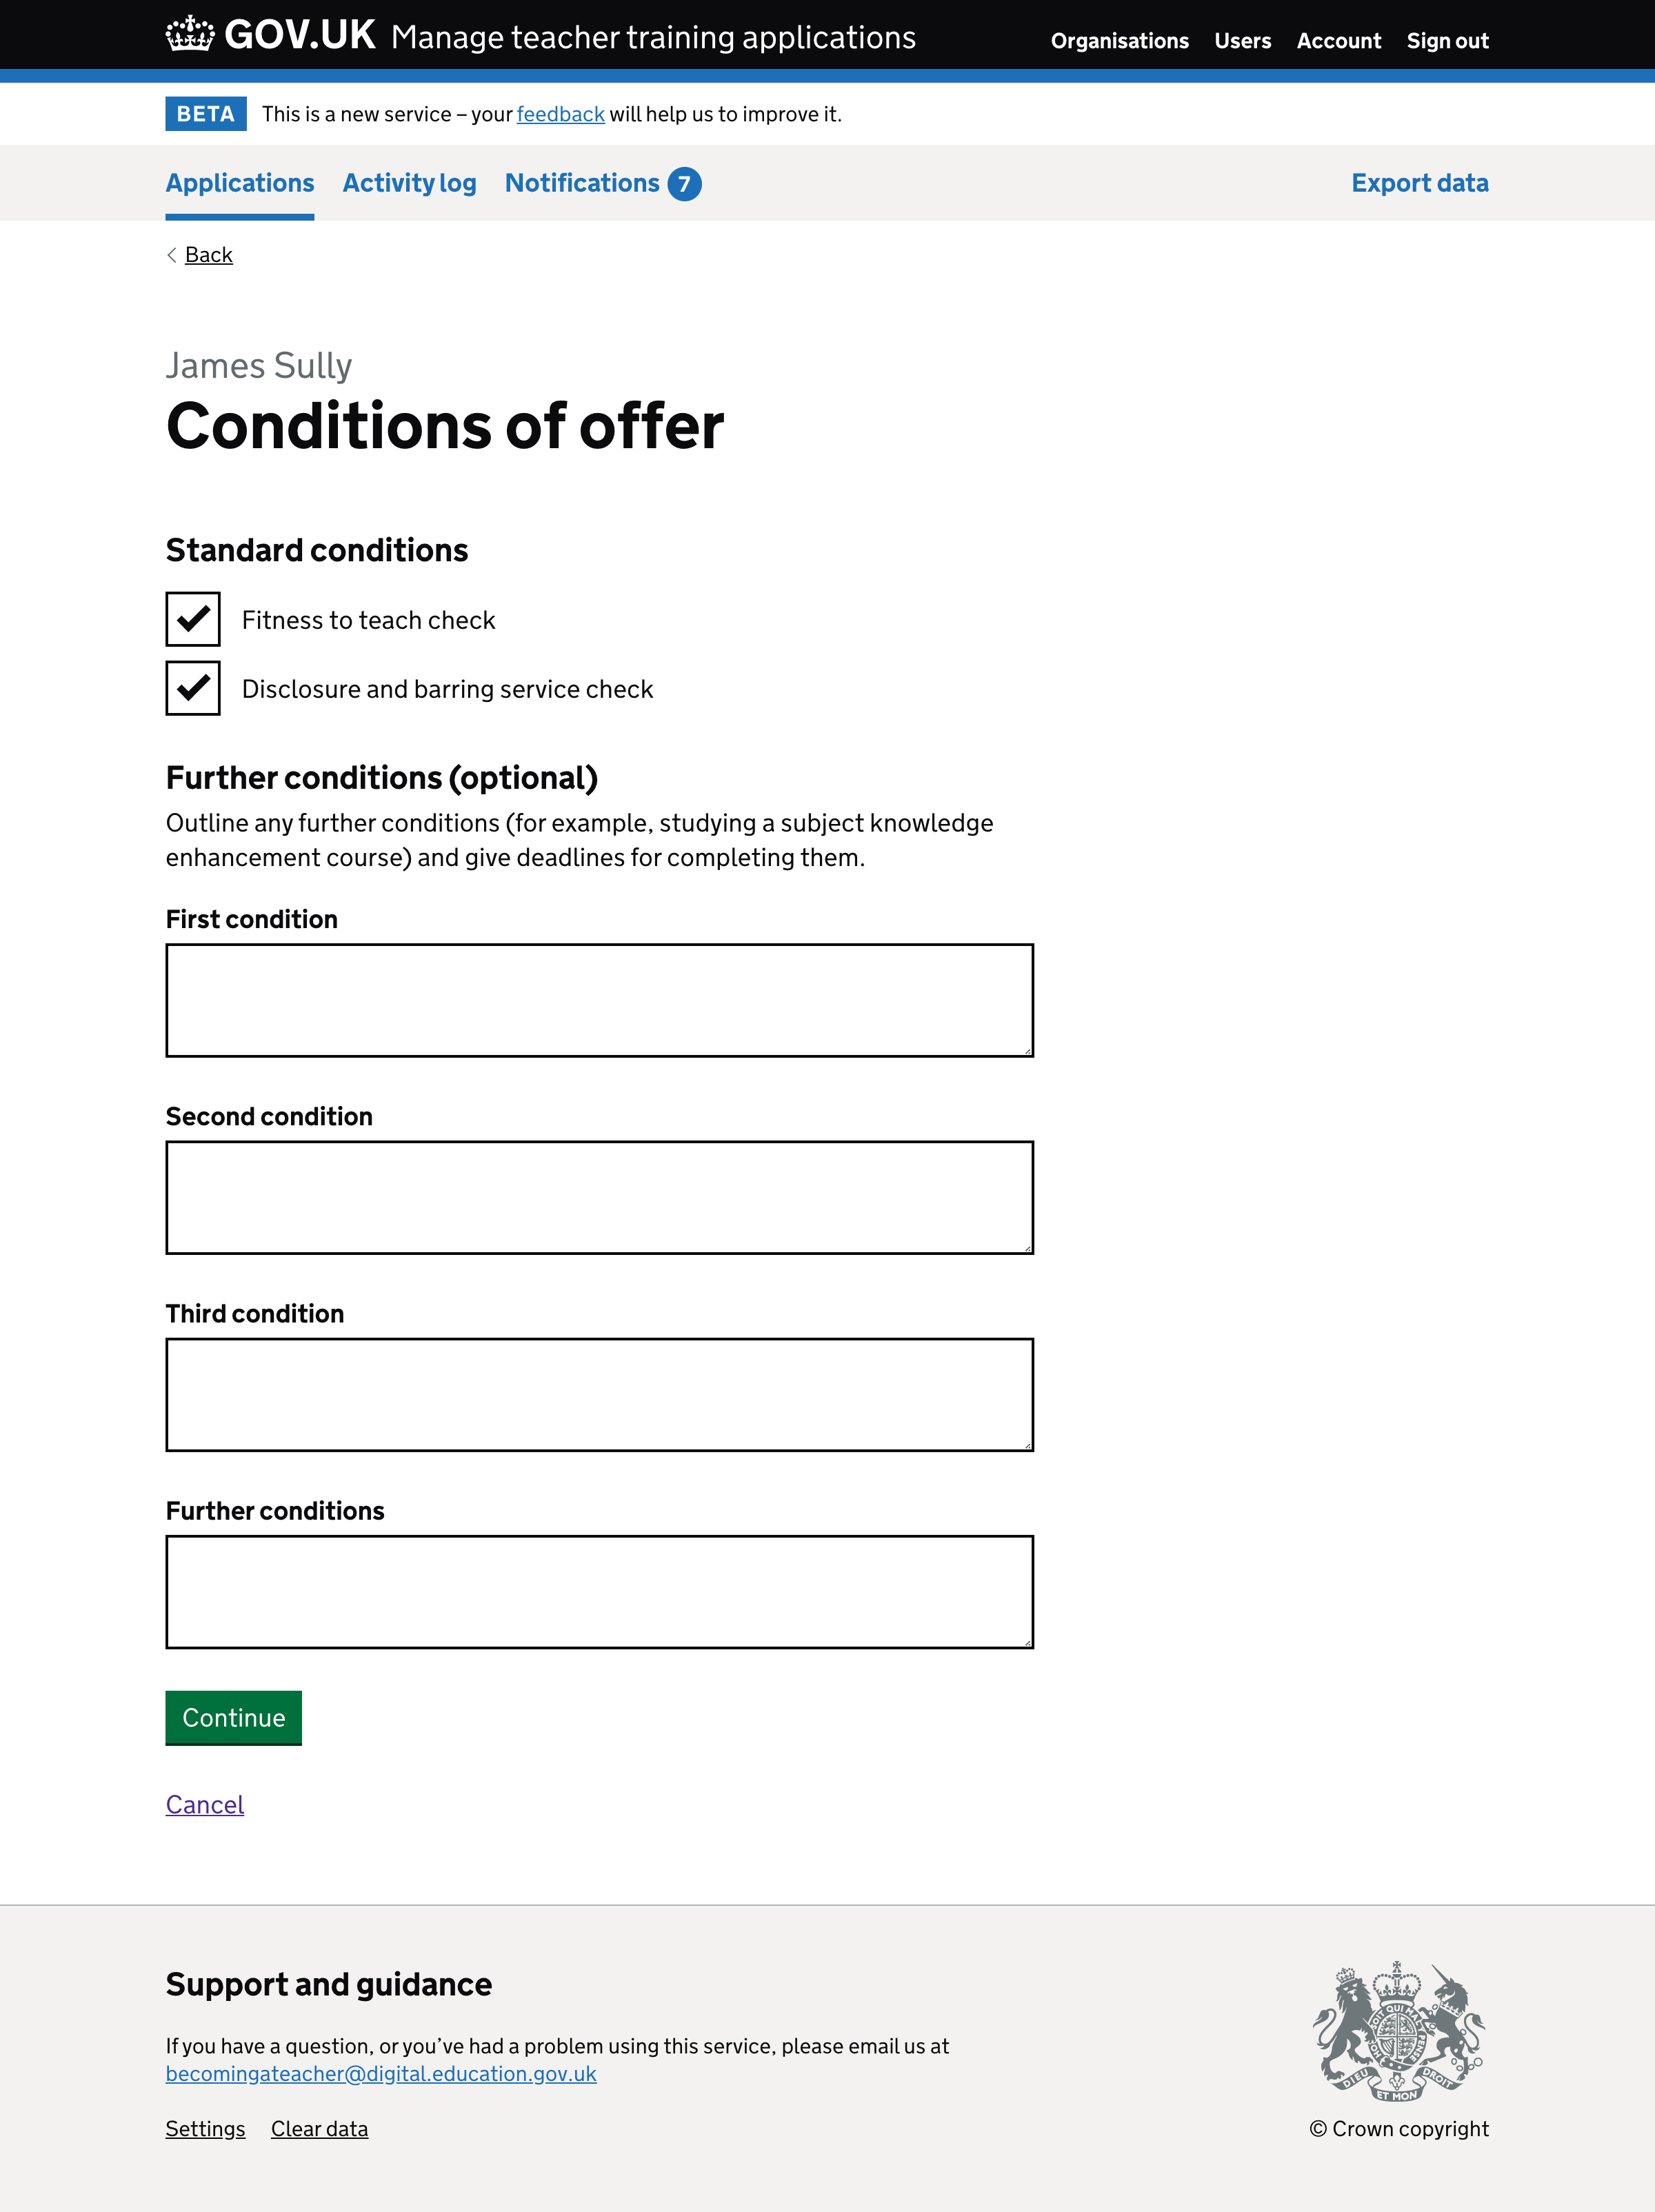 GOV.UK Manage teacher training applications
Organisations Users Account Sign out
BETA This is a new service – your feedback will help us to improve it.
Applications Activity log Notifications 7 Export data
Back
James Sully
Conditions of offer
Standard conditions
Fitness to teach check
Disclosure and barring service check
Further conditions (optional)
Outline any further conditions (for example, studying a subject knowledge
enhancement course) and give deadlines for completing them.
First condition
Second condition
Third condition
Further conditions
Continue
Cancel
Support and guidance
If you have a question, or you’ve had a problem using this service, please email us at
becomingateacher@digital.education.gov.uk
Settings Clear data
DIEU ET MON DROIT
© Crown copyright